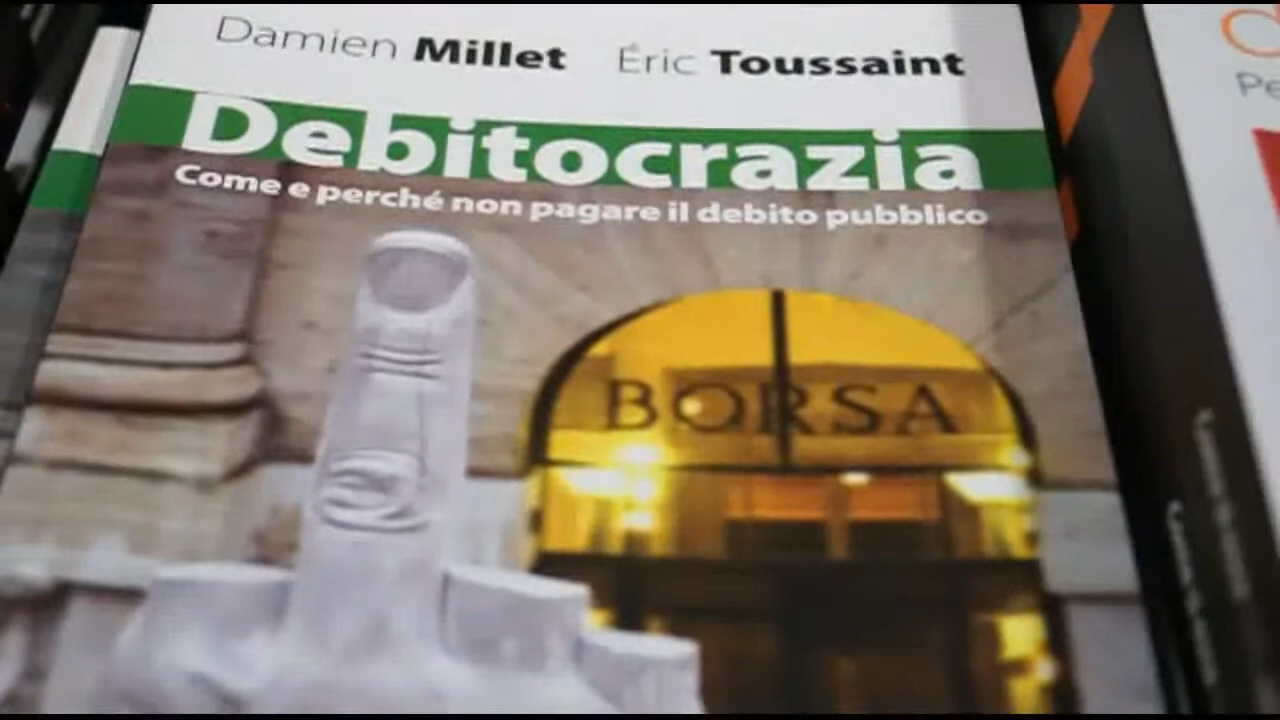 Damien Millet Éric Toussaint
Debitocrazia
Come e perché non pagare il debito pubblico
BORSA